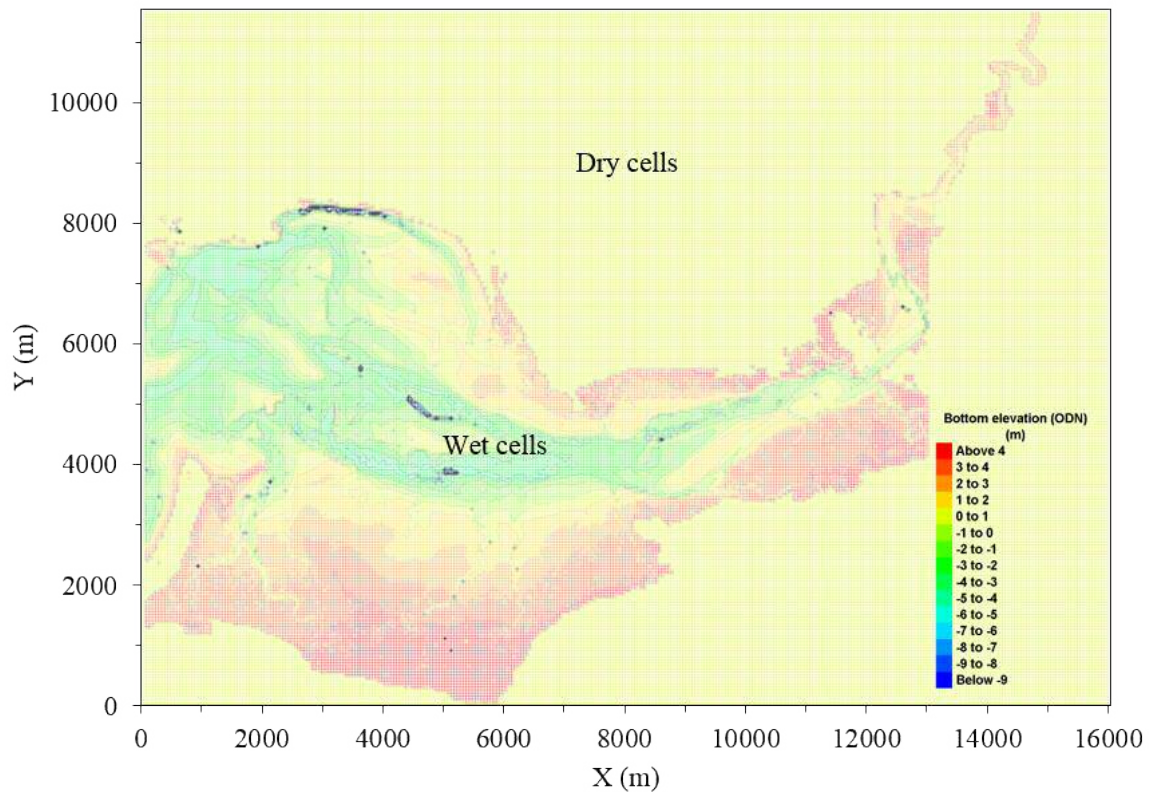 10000
8000
6000
4000
2000
0
Y (m)
Dry cells
Wet cells
Bottom elevation (ODN)
(m)
Above 4
3 to 4
2 to 3
1 to 2
0 to 1
-1 to 0
-2 to -1
-3 to -2
-4 to -3
-5 to -4
-6 to -5
-7 to -6
-8 to -7
-9 to -8
Below -9
0 2000 4000 6000 8000 10000 12000 14000 16000
X (m)